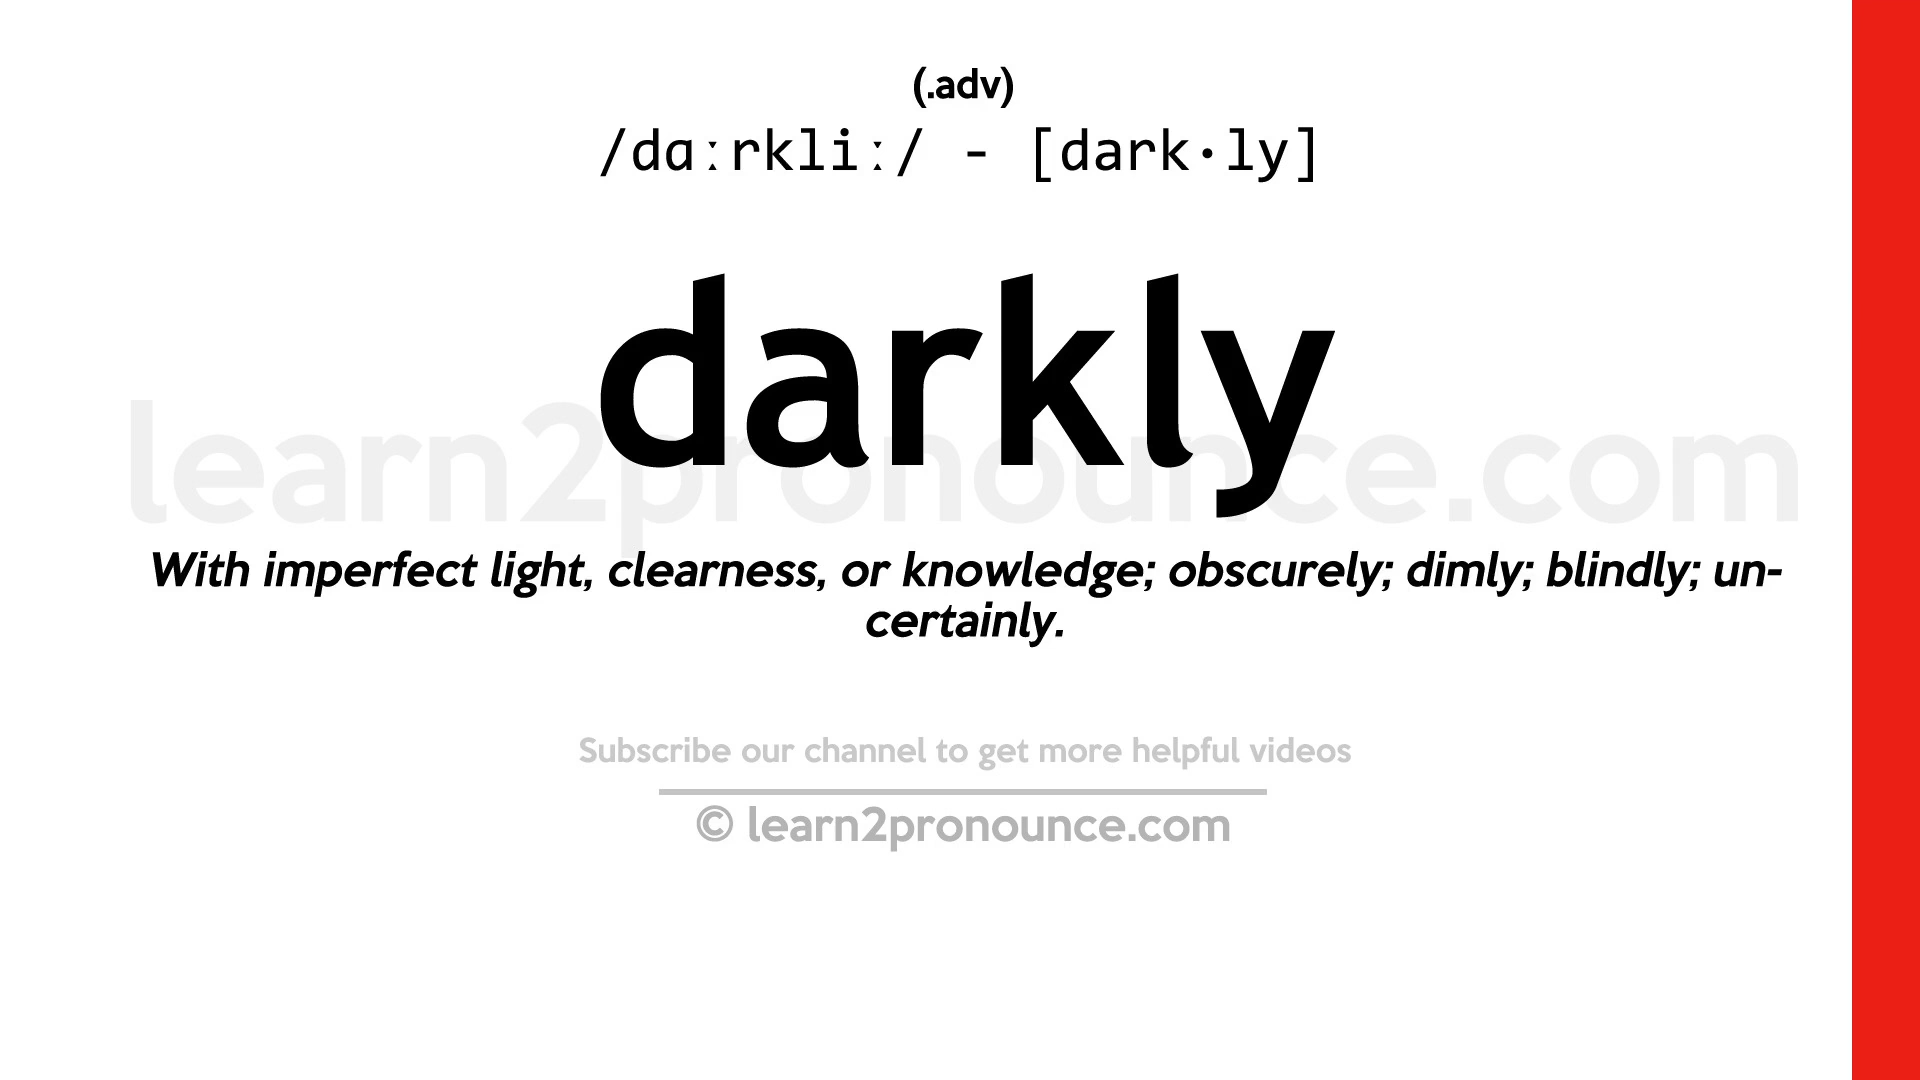 (.adv)
/dɑːrkliː/ - [dark·ly]
darkly
learn2pronounce.com
With imperfect light, clearness, or knowledge; obscurely; dimly; blindly; un-
certainly.
Subscribe our channel to get more helpful videos
© learn2pronounce.com